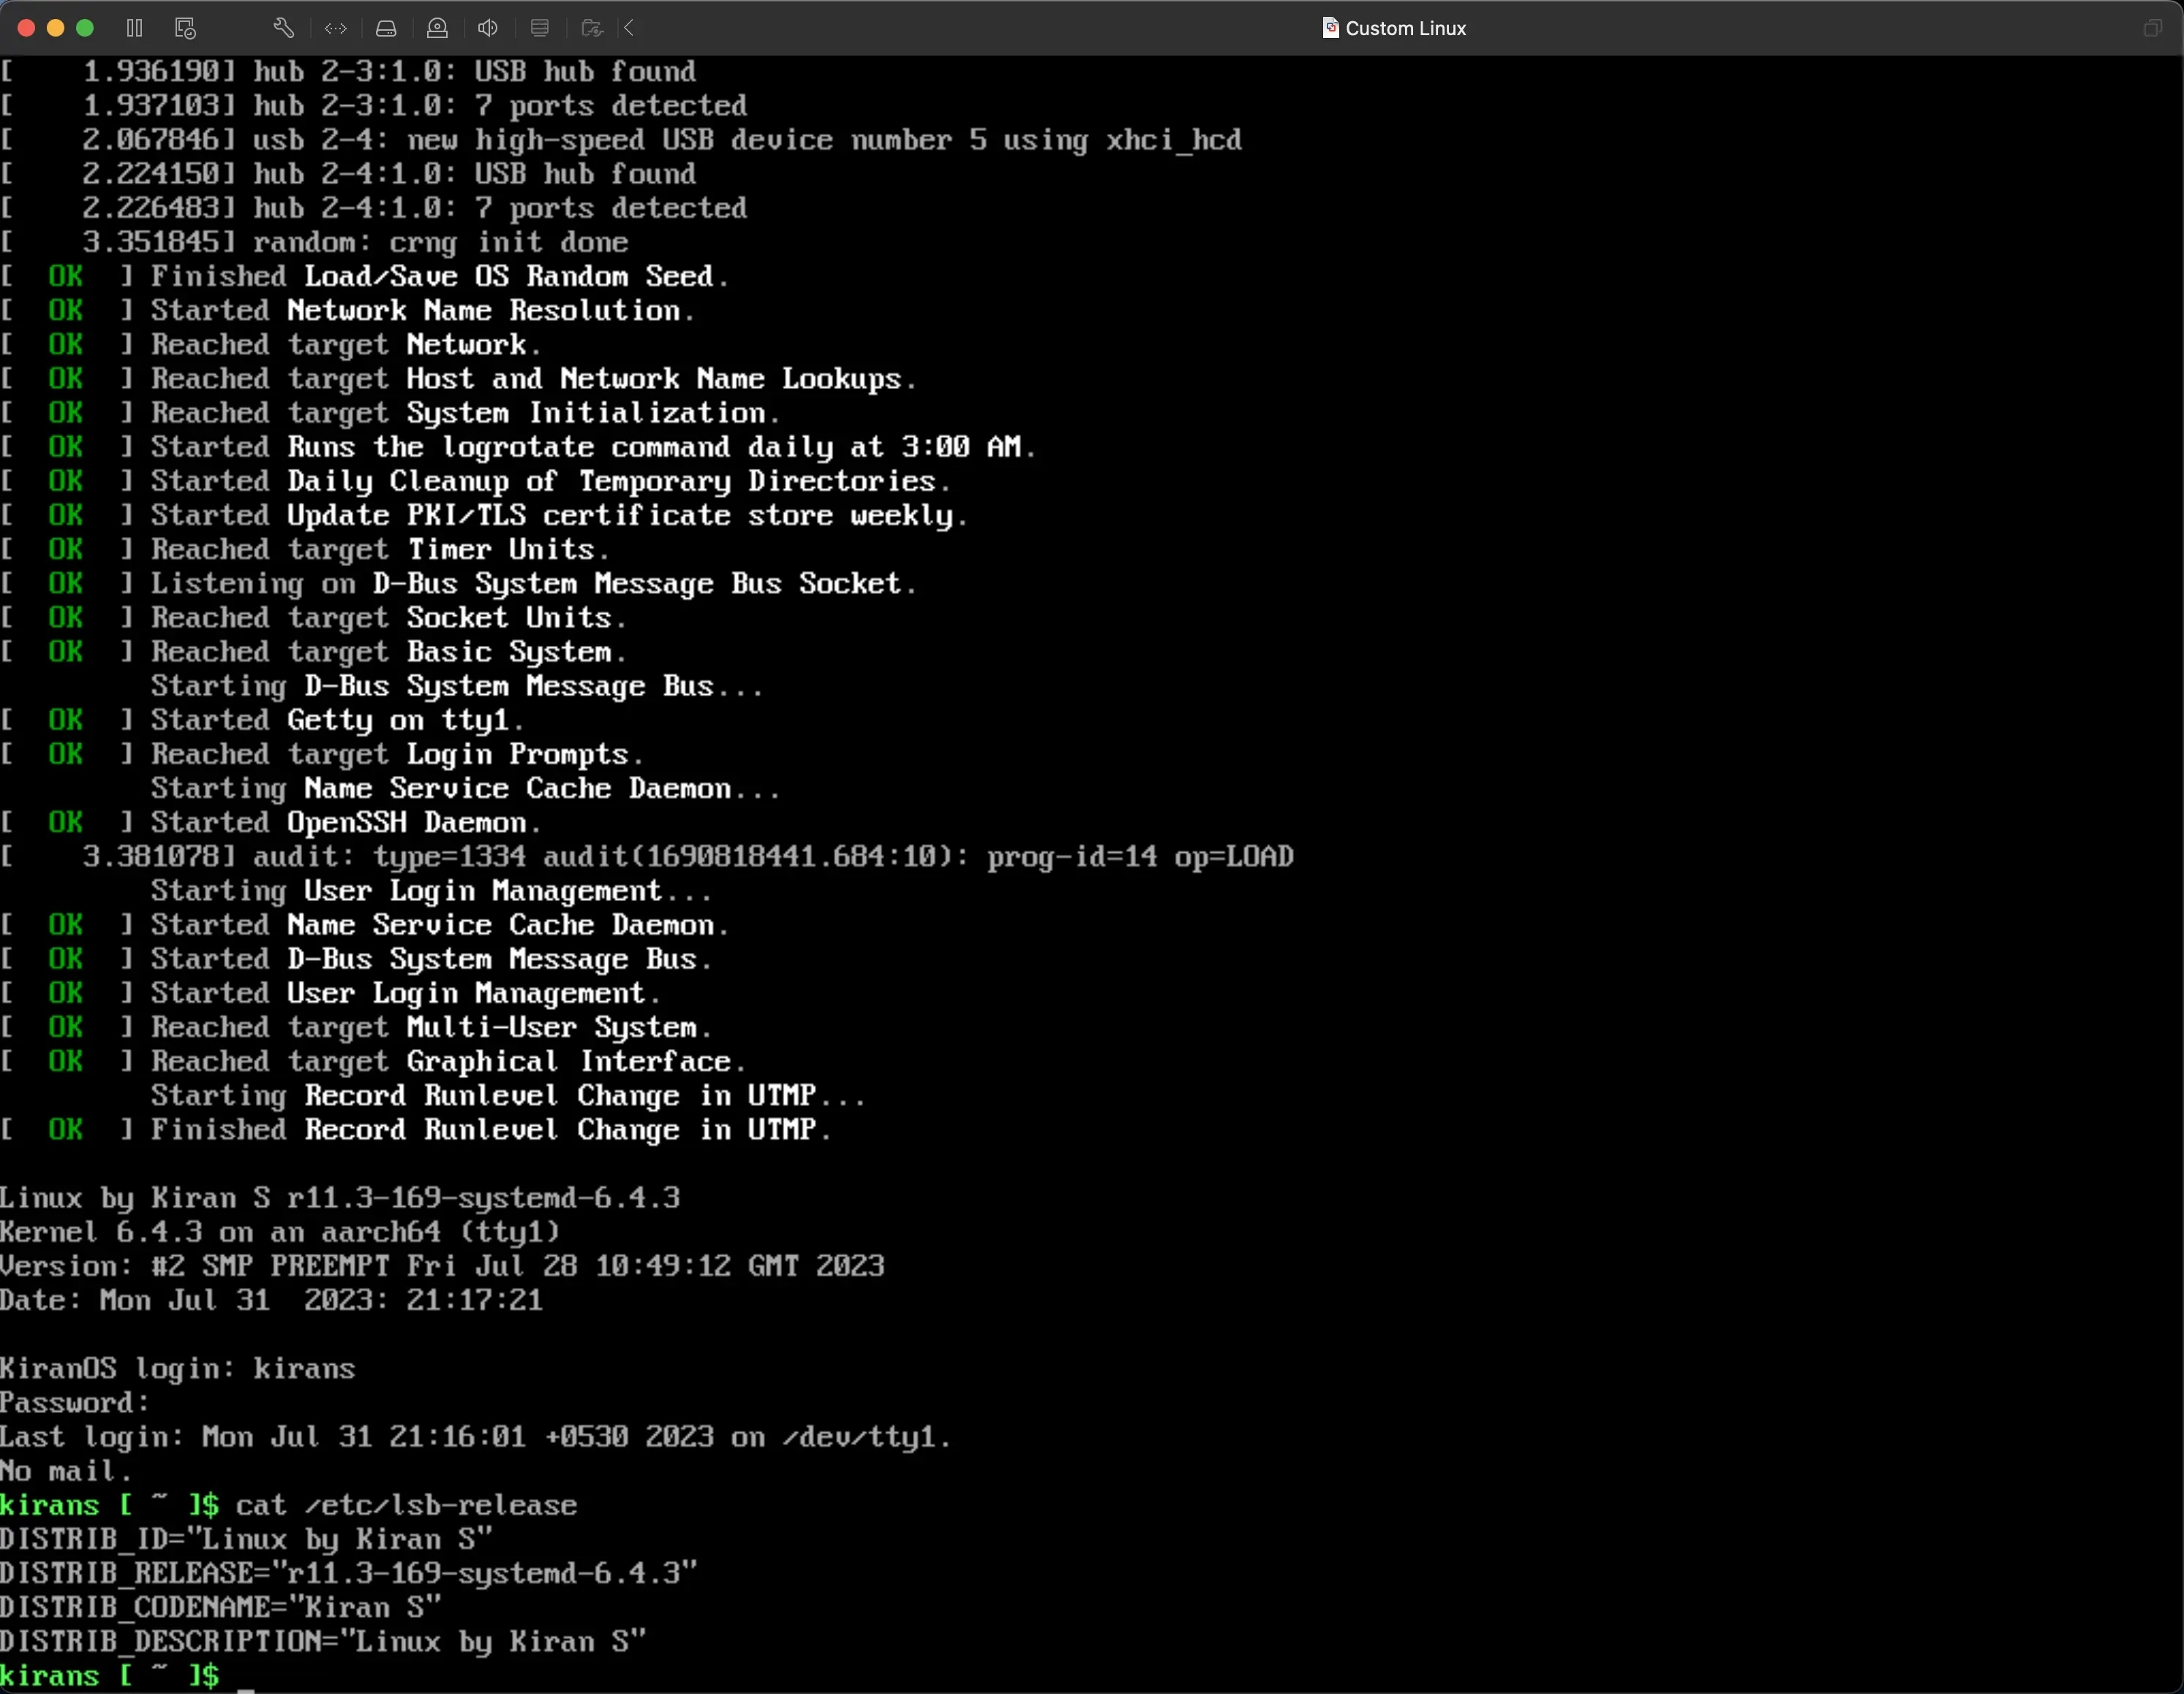 Custom Linux
[    1.936190] hub 2-3:1.0: USB hub found
[    1.937103] hub 2-3:1.0: 7 ports detected
[    2.067846] usb 2-4: new high-speed USB device number 5 using xhci_hcd
[    2.224150] hub 2-4:1.0: USB hub found
[    2.226483] hub 2-4:1.0: 7 ports detected
[    3.351845] random: crng init done
[  OK  ] Finished Load/Save OS Random Seed.
[  OK  ] Started Network Name Resolution.
[  OK  ] Reached target Network.
[  OK  ] Reached target Host and Network Name Lookups.
[  OK  ] Reached target System Initialization.
[  OK  ] Started Runs the logrotate command daily at 3:00 AM.
[  OK  ] Started Daily Cleanup of Temporary Directories.
[  OK  ] Started Update PKI/TLS certificate store weekly.
[  OK  ] Reached target Timer Units.
[  OK  ] Listening on D-Bus System Message Bus Socket.
[  OK  ] Reached target Socket Units.
[  OK  ] Reached target Basic System.
         Starting D-Bus System Message Bus...
[  OK  ] Started Getty on tty1.
[  OK  ] Reached target Login Prompts.
         Starting Name Service Cache Daemon...
[  OK  ] Started OpenSSH Daemon.
[    3.381078] audit: type=1334 audit(1690818441.684:10): prog-id=14 op=LOAD
         Starting User Login Management...
[  OK  ] Started Name Service Cache Daemon.
[  OK  ] Started D-Bus System Message Bus.
[  OK  ] Started User Login Management.
[  OK  ] Reached target Multi-User System.
[  OK  ] Reached target Graphical Interface.
         Starting Record Runlevel Change in UTMP...
[  OK  ] Finished Record Runlevel Change in UTMP.
Linux by Kiran S r11.3-169-systemd-6.4.3
Kernel 6.4.3 on an aarch64 (tty1)
Version: #2 SMP PREEMPT Fri Jul 28 10:49:12 GMT 2023
Date: Mon Jul 31  2023: 21:17:21
KiranOS login: kirans
Password:
Last login: Mon Jul 31 21:16:01 +0530 2023 on /dev/tty1.
No mail.
kirans [ ~ ]$ cat /etc/lsb-release
DISTRIB_ID="Linux by Kiran S"
DISTRIB_RELEASE="r11.3-169-systemd-6.4.3"
DISTRIB_CODENAME="Kiran S"
DISTRIB_DESCRIPTION="Linux by Kiran S"
kirans [ ~ ]$ _